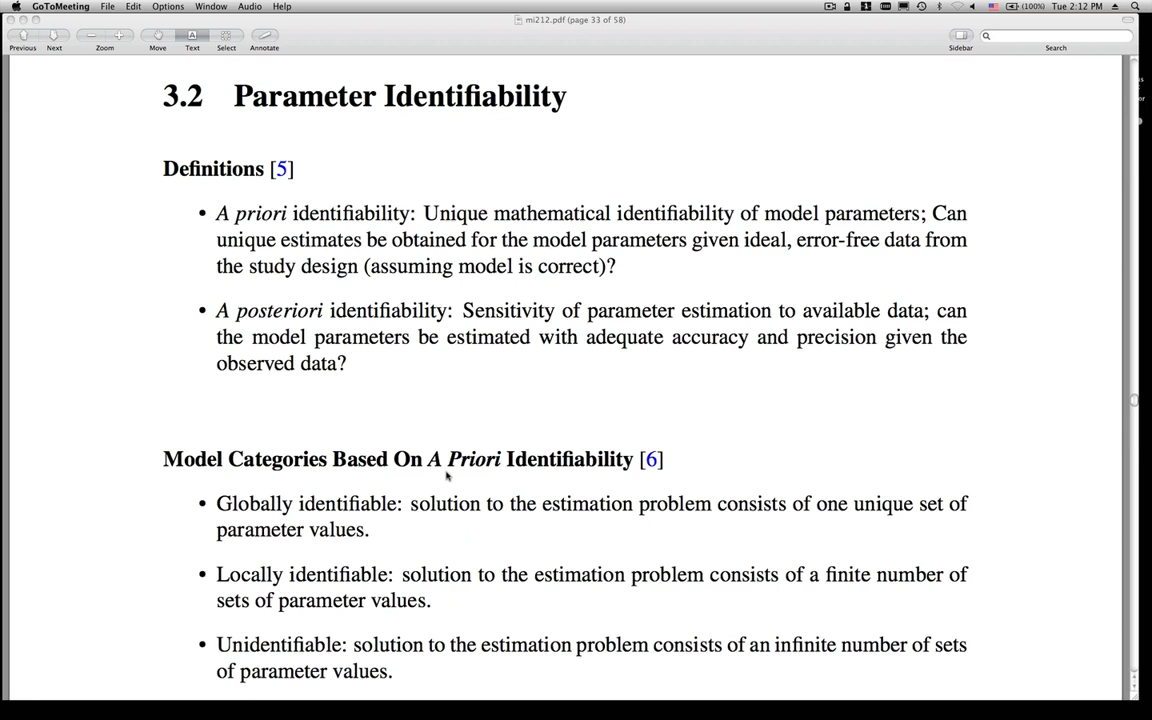 GoToMeeting File Edit Options Window Audio Help (100%) Tue 2:12 PM
mi212.pdf (page 33 of 58)
Previous Next Zoom Move Text Select Annotate Sidebar Search
3.2 Parameter Identifiability
Definitions [5]
• A priori identifiability: Unique mathematical identifiability of model parameters; Can
unique estimates be obtained for the model parameters given ideal, error-free data from
the study design (assuming model is correct)?
• A posteriori identifiability: Sensitivity of parameter estimation to available data; can
the model parameters be estimated with adequate accuracy and precision given the
observed data?
Model Categories Based On A Priori Identifiability [6]
• Globally identifiable: solution to the estimation problem consists of one unique set of
parameter values.
• Locally identifiable: solution to the estimation problem consists of a finite number of
sets of parameter values.
• Unidentifiable: solution to the estimation problem consists of an infinite number of sets
of parameter values.